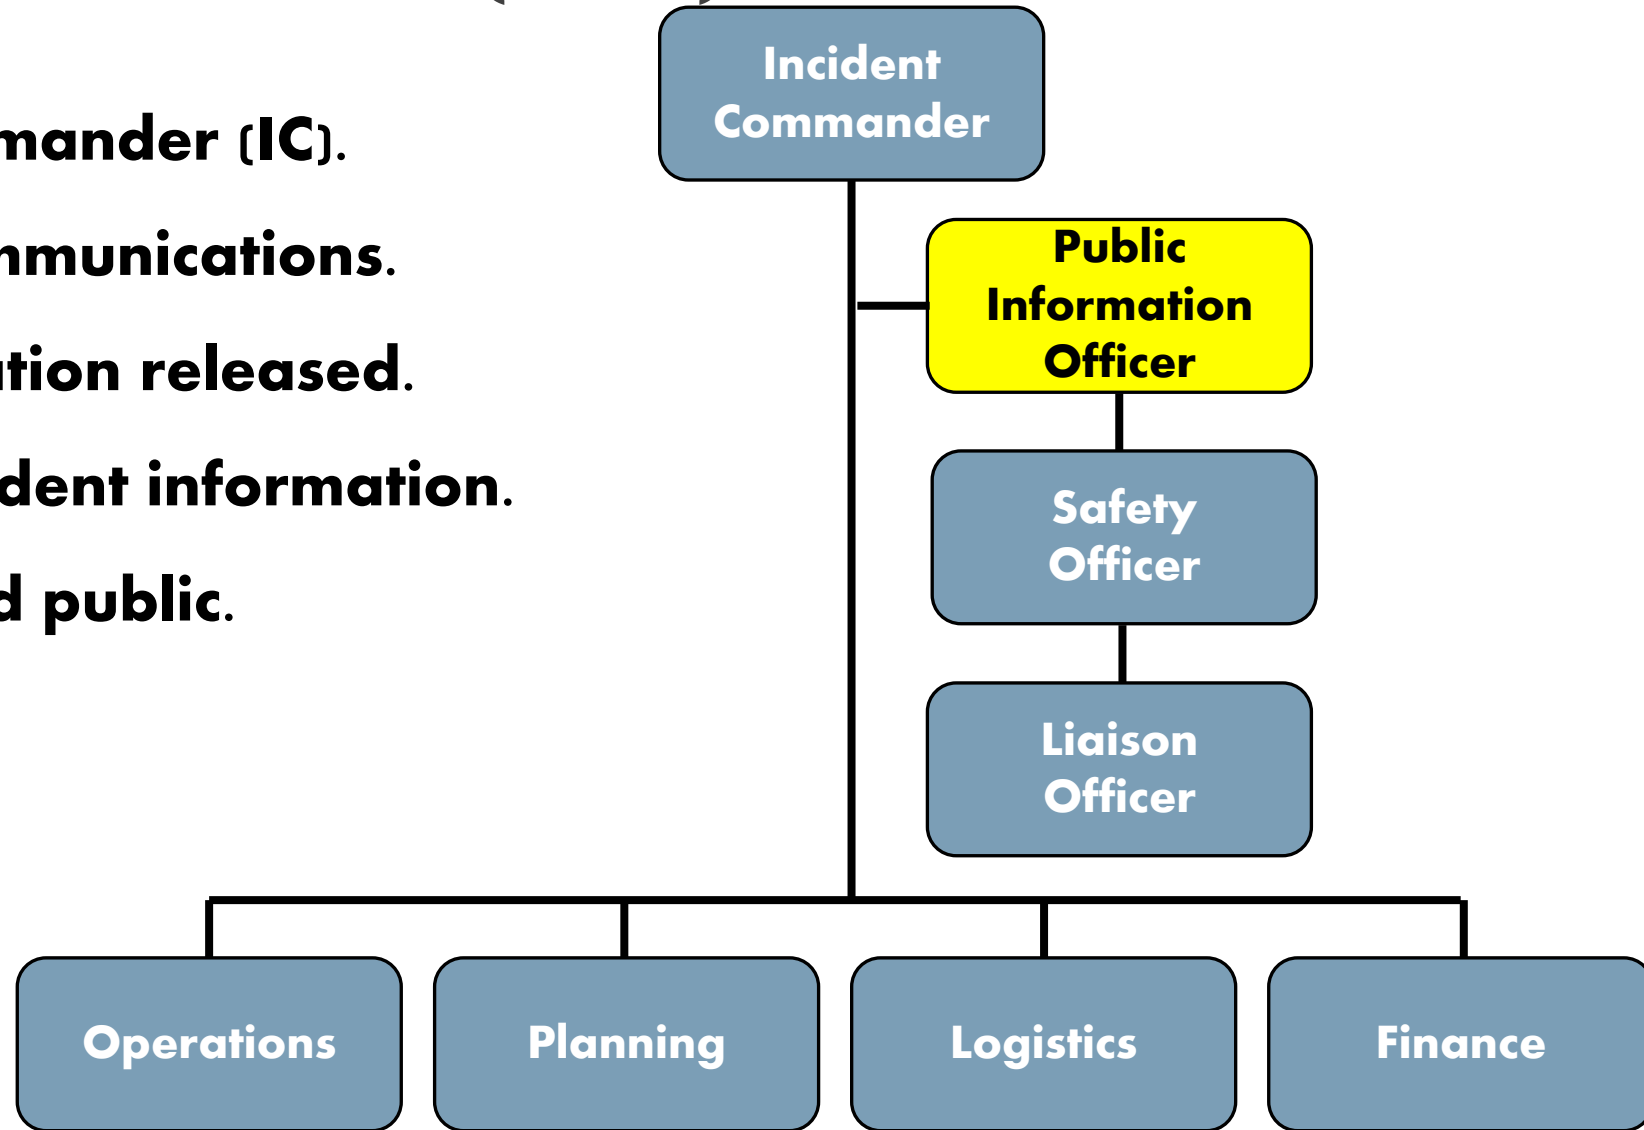 Incident
Commander
mander (IC).
munications.
tion released.
dent information.
d public.
Public
Information
Officer
Safety
Officer
Liaison
Officer
Operations
Planning
Logistics
Finance